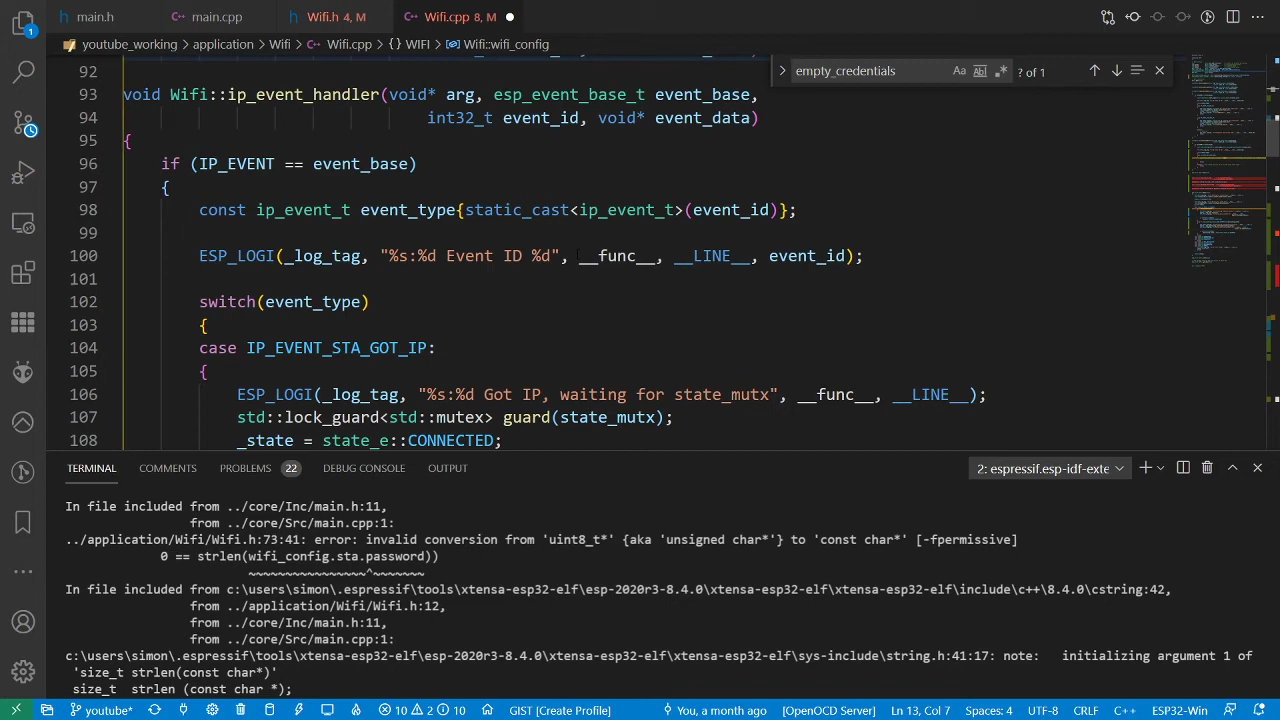 main.h
main.cpp
Wifi.h 4, M
Wifi.cpp 8, M
youtube_working > application > Wifi > Wifi.cpp > {} WIFI > Wifi::wifi_config
empty_credentials
Aa
ab
? of 1
92
93 void Wifi::ip_event_handler(void* arg, esp_event_base_t event_base,
94 int32_t event_id, void* event_data)
95 {
96 if (IP_EVENT == event_base)
97 {
98 const ip_event_t event_type{static_cast<ip_event_t>(event_id)};
99
100 ESP_LOGI(_log_tag, "%s:%d Event ID %d", __func__, __LINE__, event_id);
101
102 switch(event_type)
103 {
104 case IP_EVENT_STA_GOT_IP:
105 {
106 ESP_LOGI(_log_tag, "%s:%d Got IP, waiting for state_mutx", __func__, __LINE__);
107 std::lock_guard<std::mutex> guard(state_mutx);
108 _state = state_e::CONNECTED;
TERMINAL COMMENTS PROBLEMS 22 DEBUG CONSOLE OUTPUT
2: espressif.esp-idf-exte
In file included from ../core/Inc/main.h:11,
from ../core/Src/main.cpp:1:
../application/Wifi/Wifi.h:73:41: error: invalid conversion from 'uint8_t*' {aka 'unsigned char*'} to 'const char*' [-fpermissive]
0 == strlen(wifi_config.sta.password))
~~~~~~~~~~~~~~~~^~~~~~~~
In file included from c:\users\simon\.espressif\tools\xtensa-esp32-elf\esp-2020r3-8.4.0\xtensa-esp32-elf\xtensa-esp32-elf\include\c++\8.4.0\cstring:42,
from ../application/Wifi/Wifi.h:12,
from ../core/Inc/main.h:11,
from ../core/Src/main.cpp:1:
c:\users\simon\.espressif\tools\xtensa-esp32-elf\esp-2020r3-8.4.0\xtensa-esp32-elf\xtensa-esp32-elf\sys-include\string.h:41:17: note: initializing argument 1 of
'size_t strlen(const char*)'
size_t strlen (const char *);
youtube* 10 2 10 GIST [Create Profile] You, a month ago [OpenOCD Server] Ln 13, Col 7 Spaces: 4 UTF-8 CRLF C++ ESP32-Win